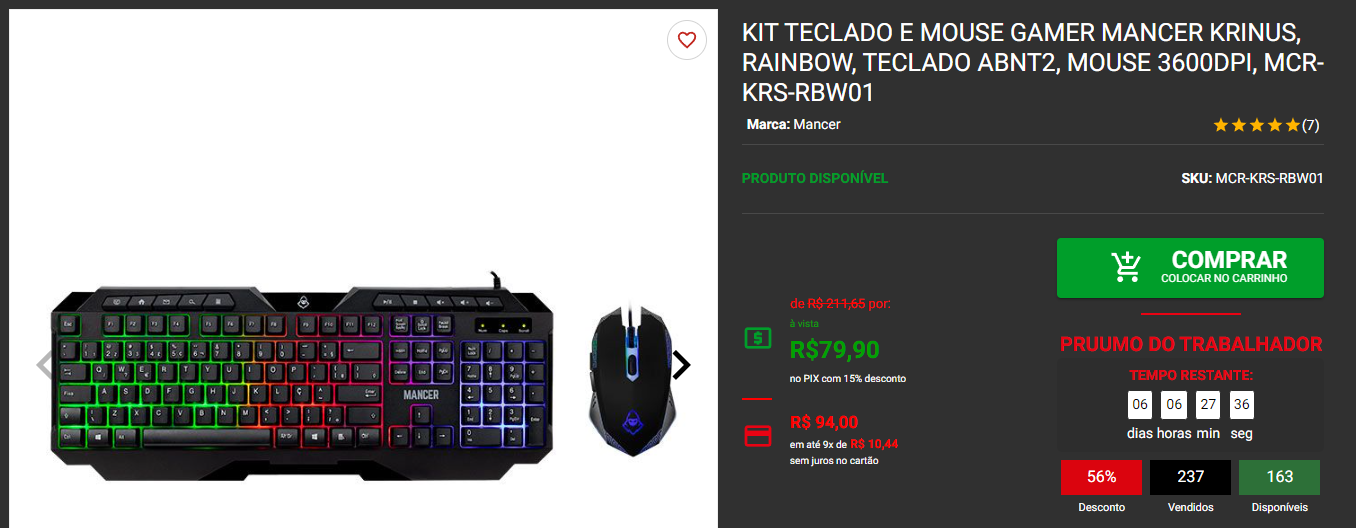 KIT TECLADO E MOUSE GAMER MANCER KRINUS,
RAINBOW, TECLADO ABNT2, MOUSE 3600DPI, MCR-
KRS-RBW01
Marca: Mancer
(7)
PRODUTO DISPONÍVEL
SKU: MCR-KRS-RBW01
COMPRAR
COLOCAR NO CARRINHO
de R$ 211,65 por:
à vista
R$79,90
no PIX com 15% desconto
R$ 94,00
em até 9x de R$ 10,44
sem juros no cartão
PRUUMO DO TRABALHADOR
TEMPO RESTANTE:
06 06 27 36
dias horas min seg
56% 237 163
Desconto Vendidos Disponíveis
MANCER